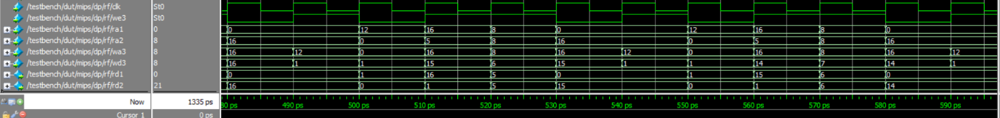 /testbench/dut/mips/dp/rf/clk St0
/testbench/dut/mips/dp/rf/we3 St0
/testbench/dut/mips/dp/rf/ra1 0 0 12 16 8 0 12 16 8 0
/testbench/dut/mips/dp/rf/ra2 8 16 0 5 8 16 0 5 8 16
/testbench/dut/mips/dp/rf/wa3 8 16 12 0 16 8 16 12 0 16 8 16 12
/testbench/dut/mips/dp/rf/wd3 8 16 1 1 15 6 15 1 1 14 7 14 1
/testbench/dut/mips/dp/rf/rd1 0 0 1 16 5 0 1 15 6 0
/testbench/dut/mips/dp/rf/rd2 21 16 0 1 5 15 0 1 6 14
Now 1335 ps 80 ps 490 ps 500 ps 510 ps 520 ps 530 ps 540 ps 550 ps 560 ps 570 ps 580 ps 590 ps
Cursor 1 0 ps